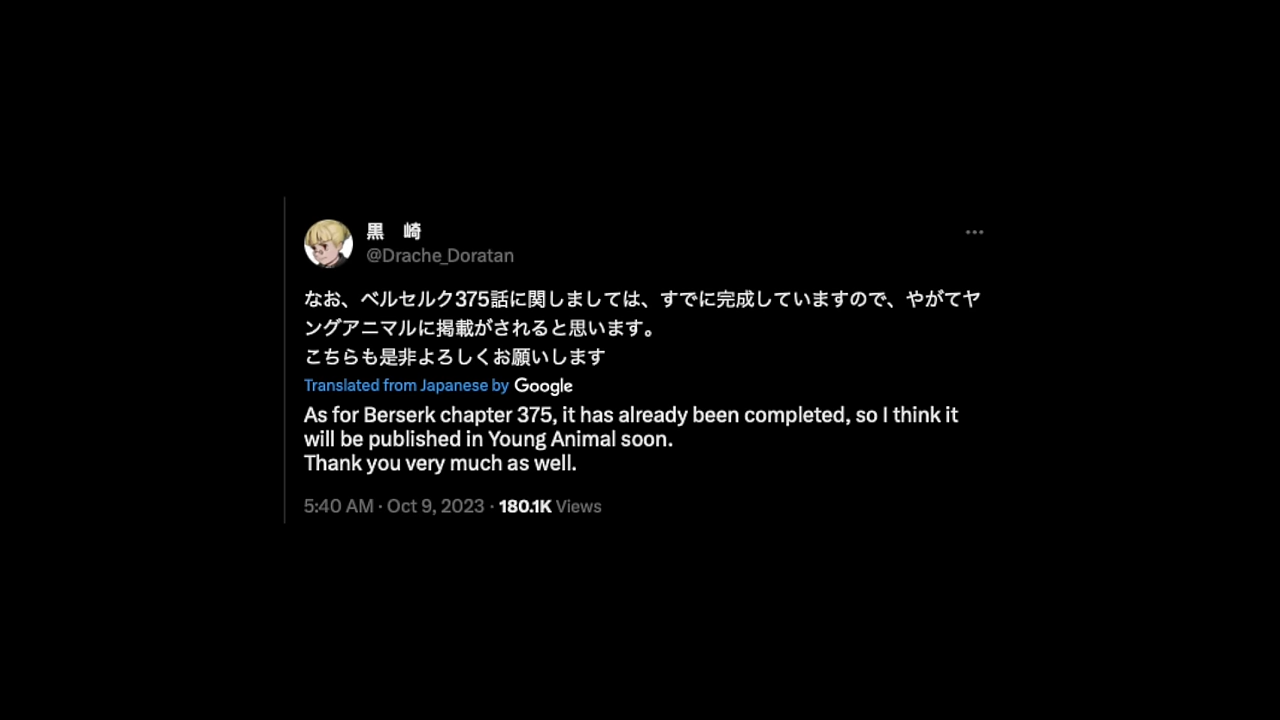 黒　崎
@Drache_Doratan
なお、ベルセルク375話に関しましては、すでに完成していますので、やがてヤ
ングアニマルに掲載がされると思います。
こちらも是非よろしくお願いします
Translated from Japanese by Google
As for Berserk chapter 375, it has already been completed, so I think it
will be published in Young Animal soon.
Thank you very much as well.
5:40 AM · Oct 9, 2023 · 180.1K Views